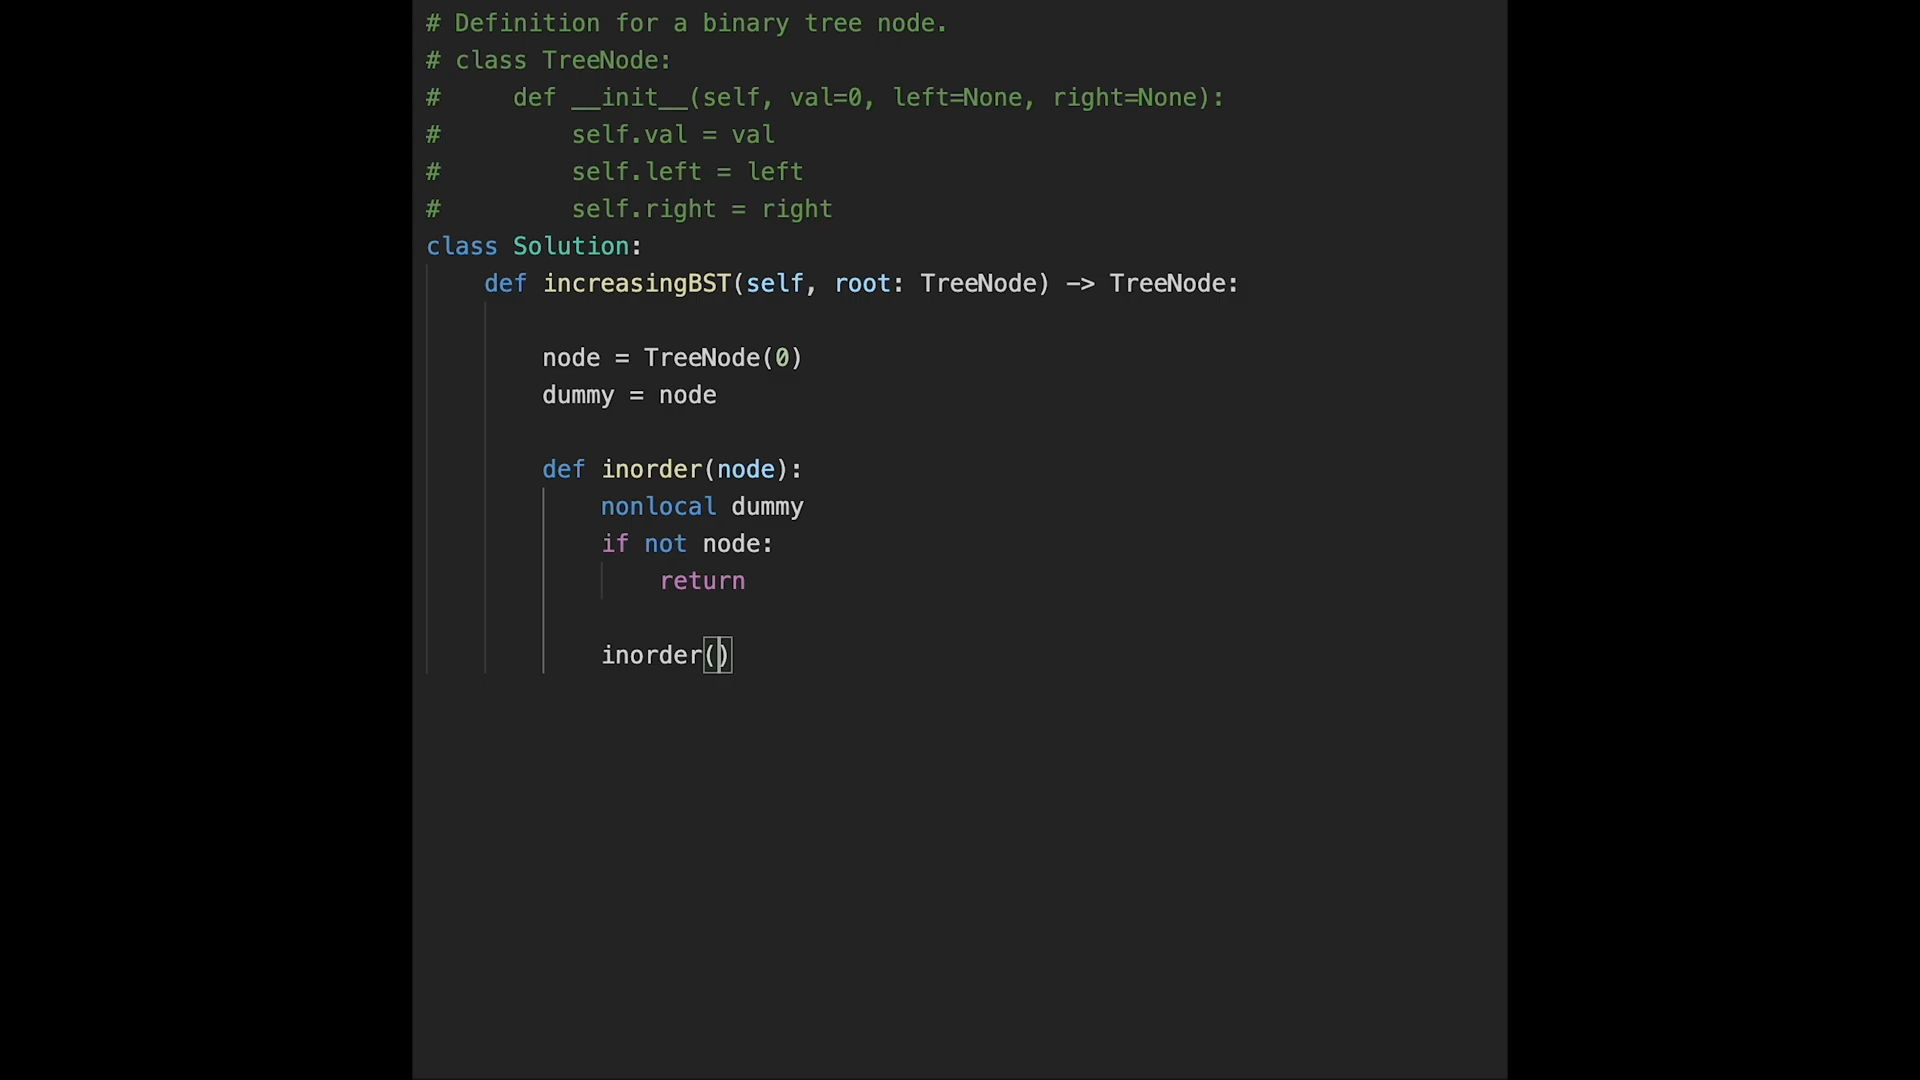 # Definition for a binary tree node.
# class TreeNode:
#     def __init__(self, val=0, left=None, right=None):
#         self.val = val
#         self.left = left
#         self.right = right
class Solution:
    def increasingBST(self, root: TreeNode) -> TreeNode:
        node = TreeNode(0)
        dummy = node
        def inorder(node):
            nonlocal dummy
            if not node:
                return
            inorder()